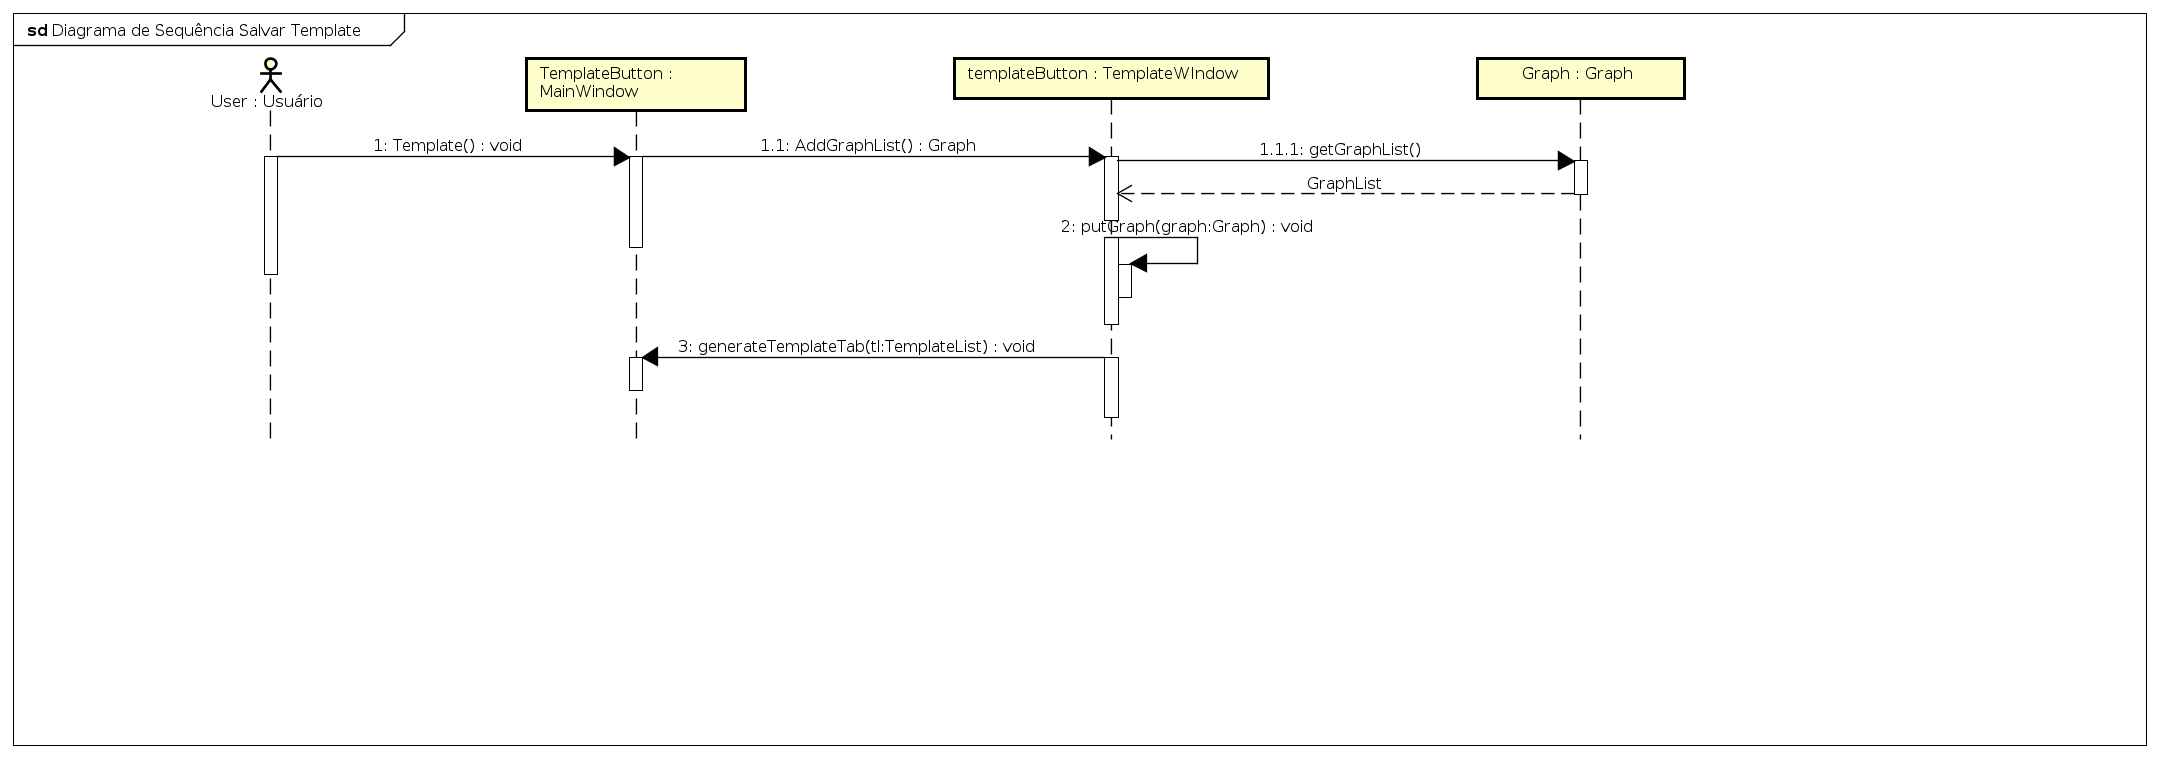 sd Diagrama de Sequência Salvar Template
User : Usuário
TemplateButton :
MainWindow
templateButton : TemplateWIndow
Graph : Graph
1: Template() : void
1.1: AddGraphList() : Graph
1.1.1: getGraphList()
GraphList
2: putGraph(graph:Graph) : void
3: generateTemplateTab(tl:TemplateList) : void